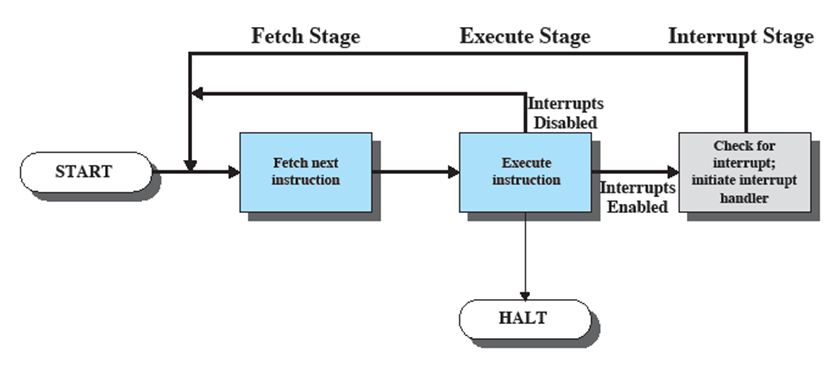 Fetch Stage
Execute Stage
Interrupt Stage
Interrupts
Disabled
START
Fetch next
instruction
Execute
instruction
Interrupts
Enabled
Check for
interrupt;
initiate interrupt
handler
HALT